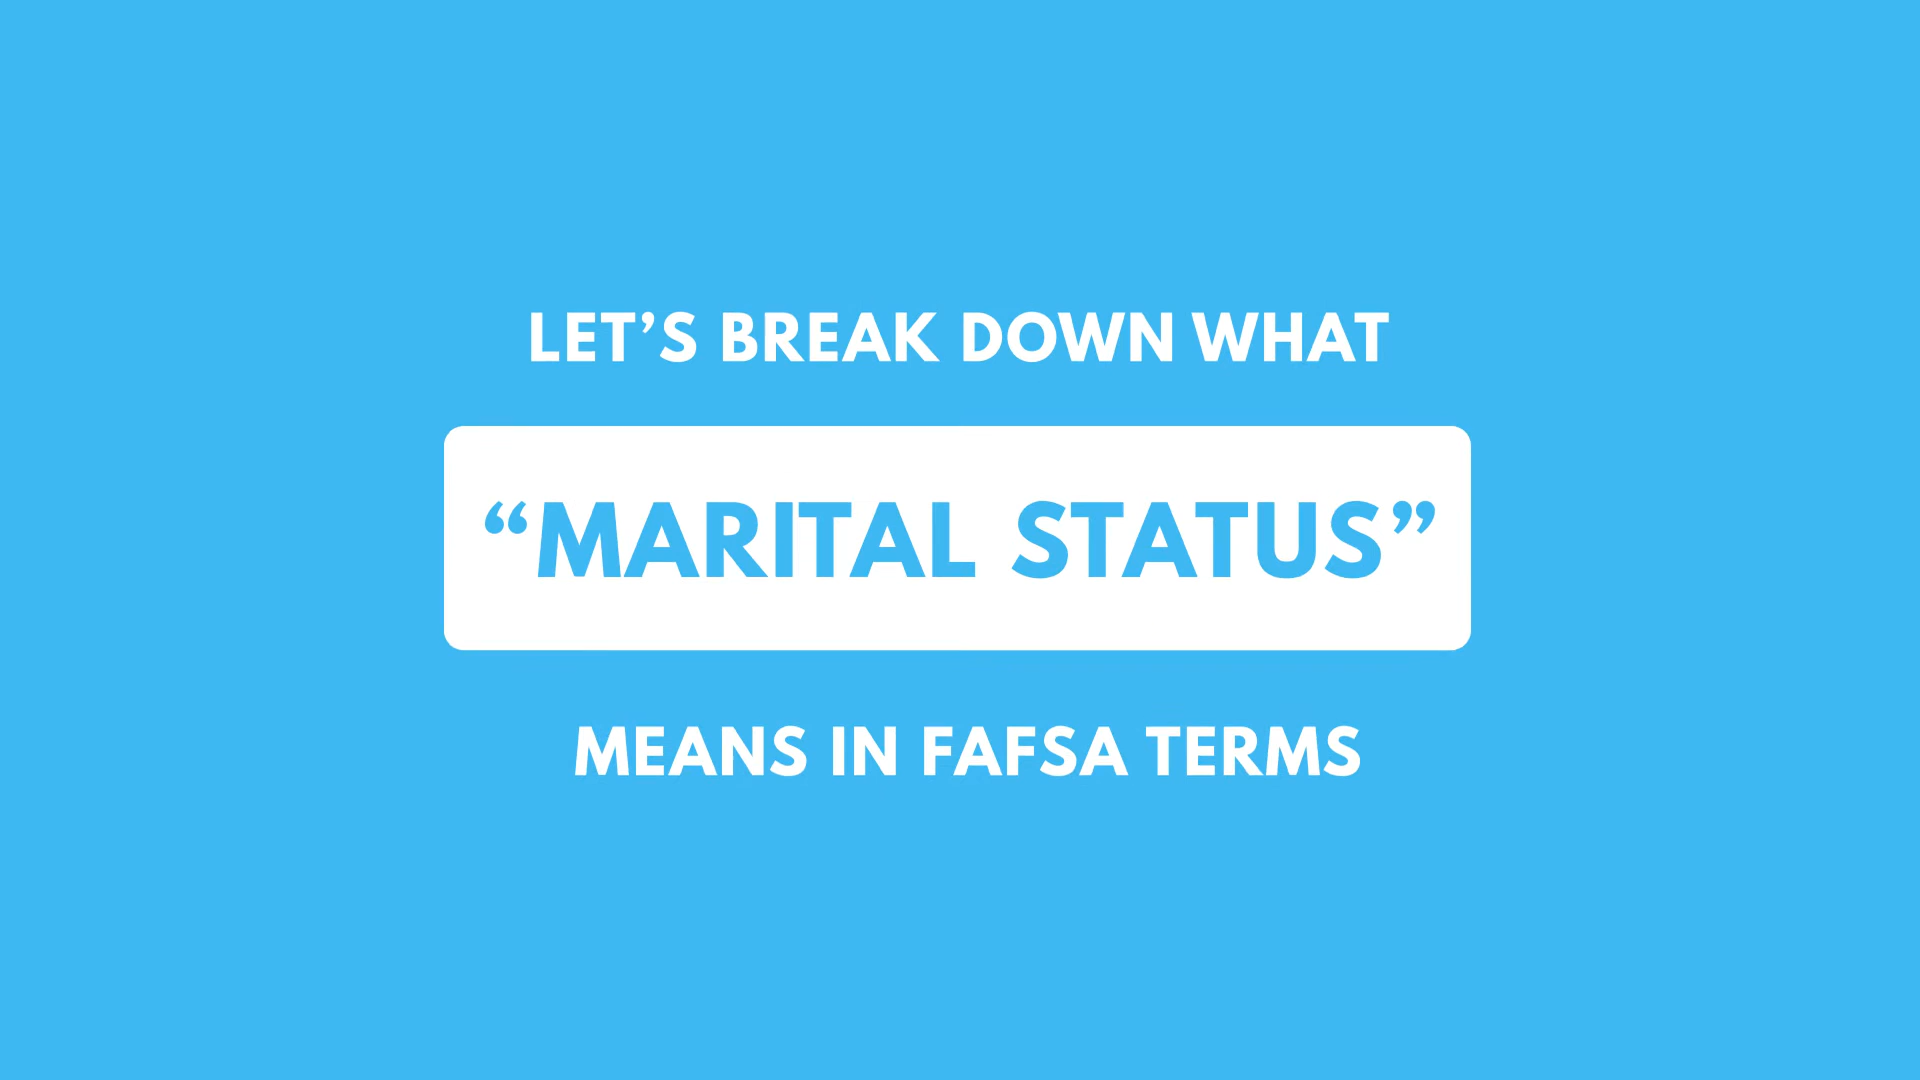 LET’S BREAK DOWN WHAT
“MARITAL STATUS”
MEANS IN FAFSA TERMS